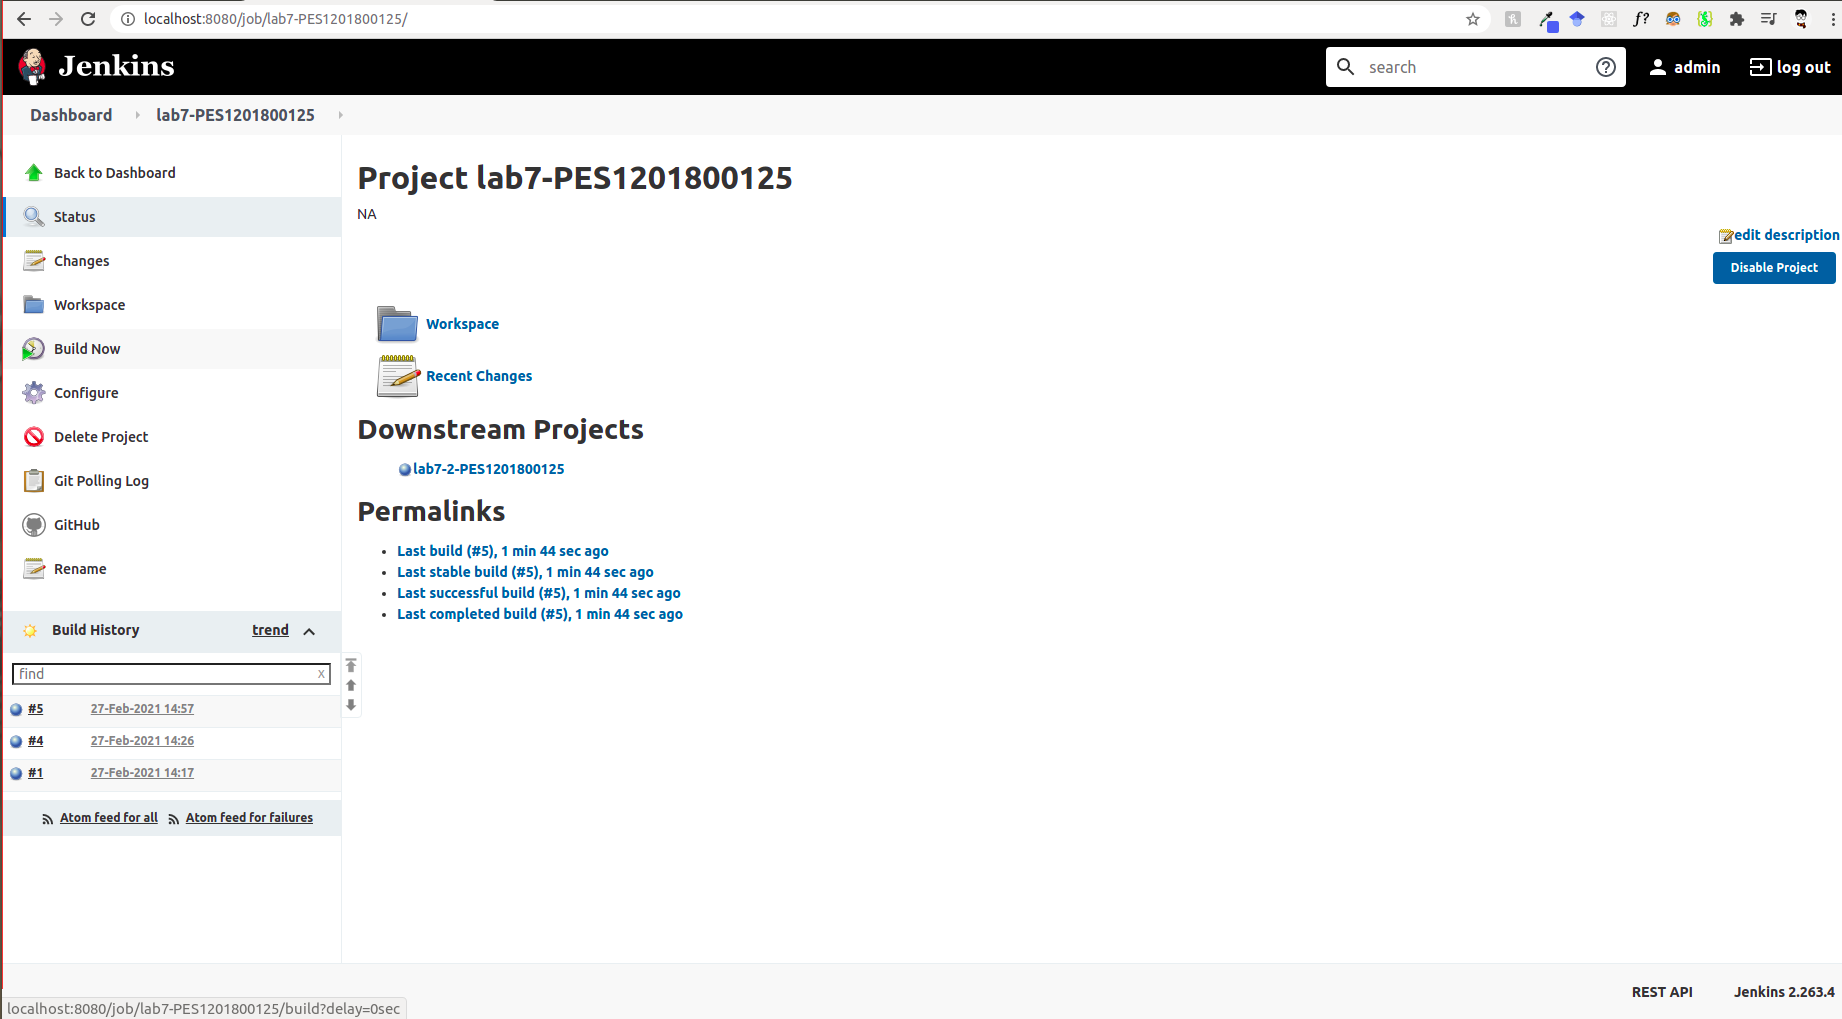 localhost:8080/job/lab7-PES1201800125/
Jenkins
search
admin
log out
Dashboard
lab7-PES1201800125
Back to Dashboard
Status
Changes
Workspace
Build Now
Configure
Delete Project
Git Polling Log
GitHub
Rename
Build History
trend
find
x
#5 27-Feb-2021 14:57
#4 27-Feb-2021 14:26
#1 27-Feb-2021 14:17
Atom feed for all
Atom feed for failures
Project lab7-PES1201800125
NA
edit description
Disable Project
Workspace
Recent Changes
Downstream Projects
lab7-2-PES1201800125
Permalinks
Last build (#5), 1 min 44 sec ago
Last stable build (#5), 1 min 44 sec ago
Last successful build (#5), 1 min 44 sec ago
Last completed build (#5), 1 min 44 sec ago
REST API
Jenkins 2.263.4
localhost:8080/job/lab7-PES1201800125/build?delay=0sec